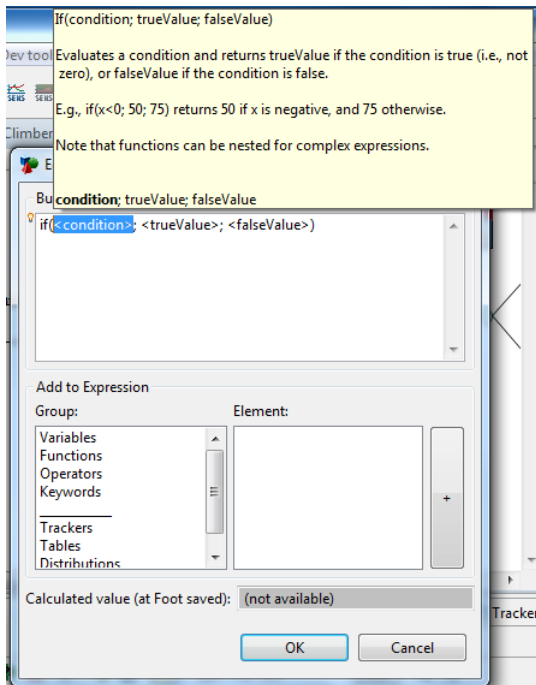 If(condition; trueValue; falseValue)
Dev tool
Evaluates a condition and returns trueValue if the condition is true (i.e., not
zero), or falseValue if the condition is false.
SENS SENS
E.g., if(x<0; 50; 75) returns 50 if x is negative, and 75 otherwise.
Climber
Note that functions can be nested for complex expressions.
E
Bu
condition; trueValue; falseValue
if(<condition>; <trueValue>; <falseValue>)
Add to Expression
Group:
Element:
Variables
Functions
Operators
Keywords
+
Trackers
Tables
Distributions
Calculated value (at Foot saved): (not available)
Tracker
OK
Cancel